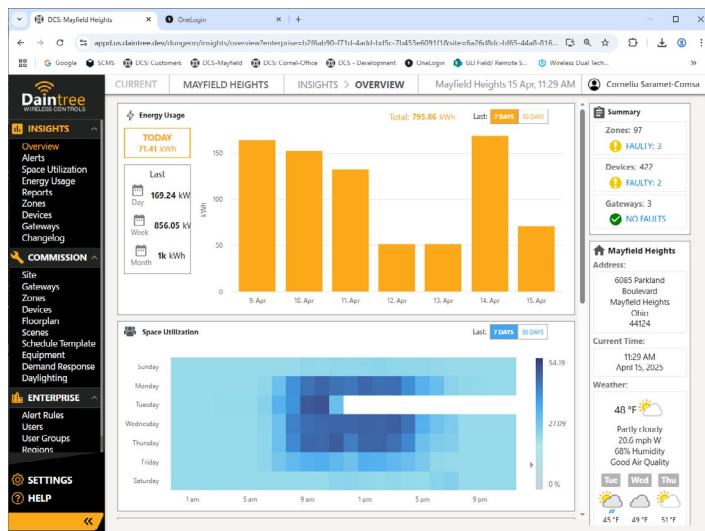 DCS: Mayfield Heights
OneLogin
appd.us.daintree.dev/dungeon/insights/overview?enterprise=b2f6ab90-f71d-4add-bd5c-7b453e6091f1&site=6a26d8dc-bf65-44a8-816...
Google
SCMS
DCS: Customers
DCS-Mayfield
DCS: Cornel-Office
DCS - Development
OneLogin
GLI Field/ Remote S...
Wireless Dual Tech...
Daintree
WIRELESS CONTROLS
CURRENT
MAYFIELD HEIGHTS
INSIGHTS > OVERVIEW
Mayfield Heights 15 Apr, 11:29 AM
Corneliu Saramet-Comsa
INSIGHTS
Overview
Alerts
Space Utilization
Energy Usage
Reports
Zones
Devices
Gateways
Changelog
COMMISSION
Site
Gateways
Zones
Devices
Floorplan
Scenes
Schedule Template
Equipment
Demand Response
Daylighting
ENTERPRISE
Alert Rules
Users
User Groups
Regions
SETTINGS
HELP
Energy Usage
Total: 795.86 kWh
Last: 7 DAYS 30 DAYS
TODAY
71.41 kWh
Last
Day 169.24 kW
Week 856.05 kW
Month 1k kWh
kWh
150
100
50
0
9. Apr 10. Apr 11. Apr 12. Apr 13. Apr 14. Apr 15. Apr
Space Utilization
Last: 7 DAYS 30 DAYS
Sunday
Monday
Tuesday
Wednesday
Thursday
Friday
Saturday
1 am 5 am 9 am 1 pm 5 pm 9 pm
54.19
27.09
0 %
Summary
Zones: 97
FAULTY: 3
Devices: 422
FAULTY: 2
Gateways: 3
NO FAULTS
Mayfield Heights
Address:
6085 Parkland
Boulevard
Mayfield Heights
Ohio
44124
Current Time:
11:29 AM
April 15, 2025
Weather:
48 °F
Partly cloudy
20.6 mph W
68% Humidity
Good Air Quality
Tue Wed Thu
45 °F 49 °F 51 °F